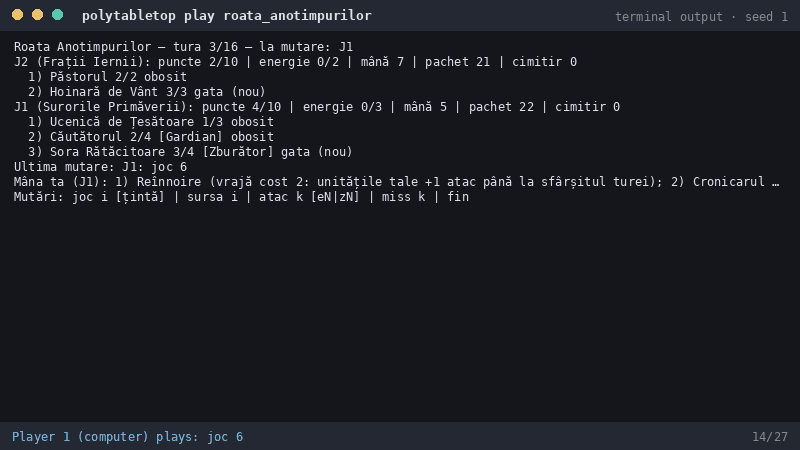 polytabletop play roata_anotimpurilor
terminal output · seed 1
Roata Anotimpurilor — tura 3/16 — la mutare: J1
J2 (Frații Iernii): puncte 2/10 | energie 0/2 | mână 7 | pachet 21 | cimitir 0
1) Păstorul 2/2 obosit
2) Hoinară de Vânt 3/3 gata (nou)
J1 (Surorile Primăverii): puncte 4/10 | energie 0/3 | mână 5 | pachet 22 | cimitir 0
1) Ucenică de Țesătoare 1/3 obosit
2) Căutătorul 2/4 [Gardian] obosit
3) Sora Rătăcitoare 3/4 [Zburător] gata (nou)
Ultima mutare: J1: joc 6
Mâna ta (J1): 1) Reînnoire (vrajă cost 2: unitățile tale +1 atac până la sfârșitul turei); 2) Cronicarul …
Mutări: joc i [țintă] | sursa i | atac k [eN|zN] | miss k | fin
Player 1 (computer) plays: joc 6
14/27